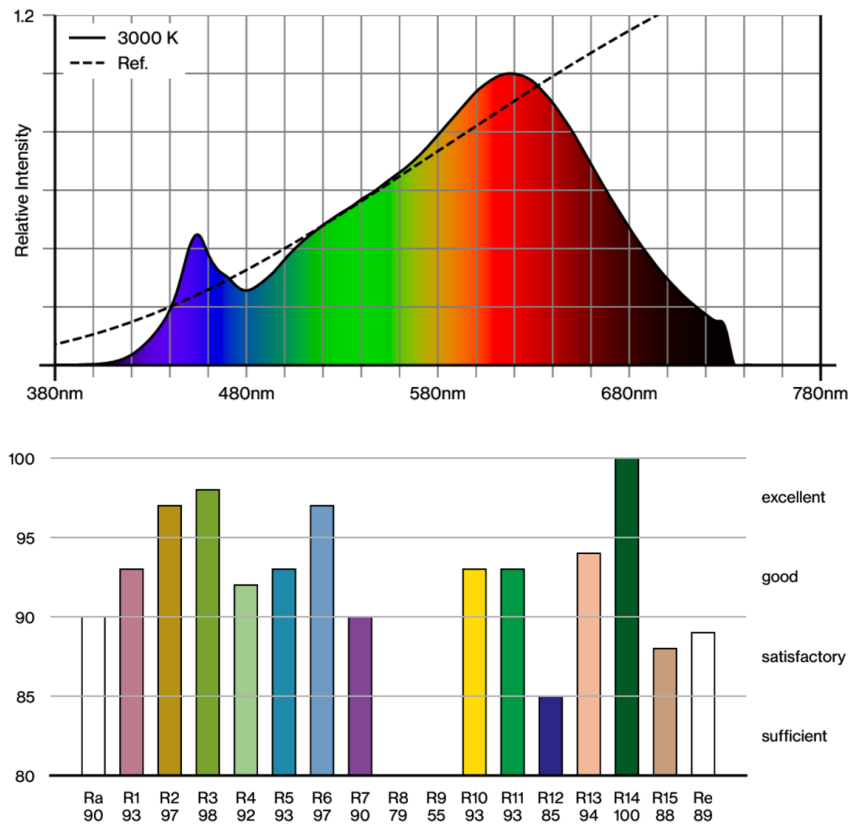 1.2
3000 K
Ref.
Relative Intensity
380nm 480nm 580nm 680nm 780nm
100
excellent
95
good
90
satisfactory
85
sufficient
80
Ra R1 R2 R3 R4 R5 R6 R7 R8 R9 R10 R11 R12 R13 R14 R15 Re
90 93 97 98 92 93 97 90 79 55 93 93 85 94 100 88 89